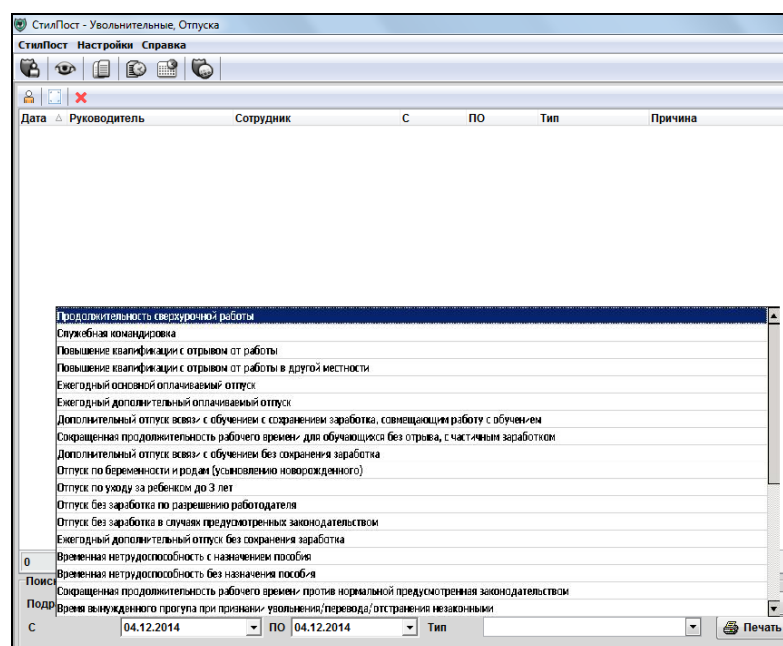 СтилПост - Увольнительные, Отпуска
СтилПост Настройки Справка
Дата Руководитель Сотрудник С ПО Тип Причина
Продолжительность сверхурочной работы
Служебная командировка
Повышение квалификации с отрывом от работы
Повышение квалификации с отрывом от работы в другой местности
Ежегодный основной оплачиваемый отпуск
Ежегодный дополнительный оплачиваемый отпуск
Дополнительный отпуск всвязи с обучением с сохранением заработка, совмещающим работу с обучением
Сокращенная продолжительность рабочего времени для обучающихся без отрыва, с частичным заработком
Дополнительный отпуск всвязи с обучением без сохранения заработка
Отпуск по беременности и родам (усыновлению новорожденного)
Отпуск по уходу за ребенком до 3 лет
Отпуск без заработка по разрешению работодателя
Отпуск без заработка в случаях предусмотренных законодательством
Ежегодный дополнительный отпуск без сохранения заработка
0
Временная нетрудоспособность с назначением пособия
Временная нетрудоспособность без назначения пособия
Поис
Сокращенная продолжительность рабочего времени против нормальной предусмотренная законодательством
Подр
Время вынужденного прогула при признании увольнения/перевода/отстранения незаконными
С 04.12.2014 ПО 04.12.2014 Тип Печать